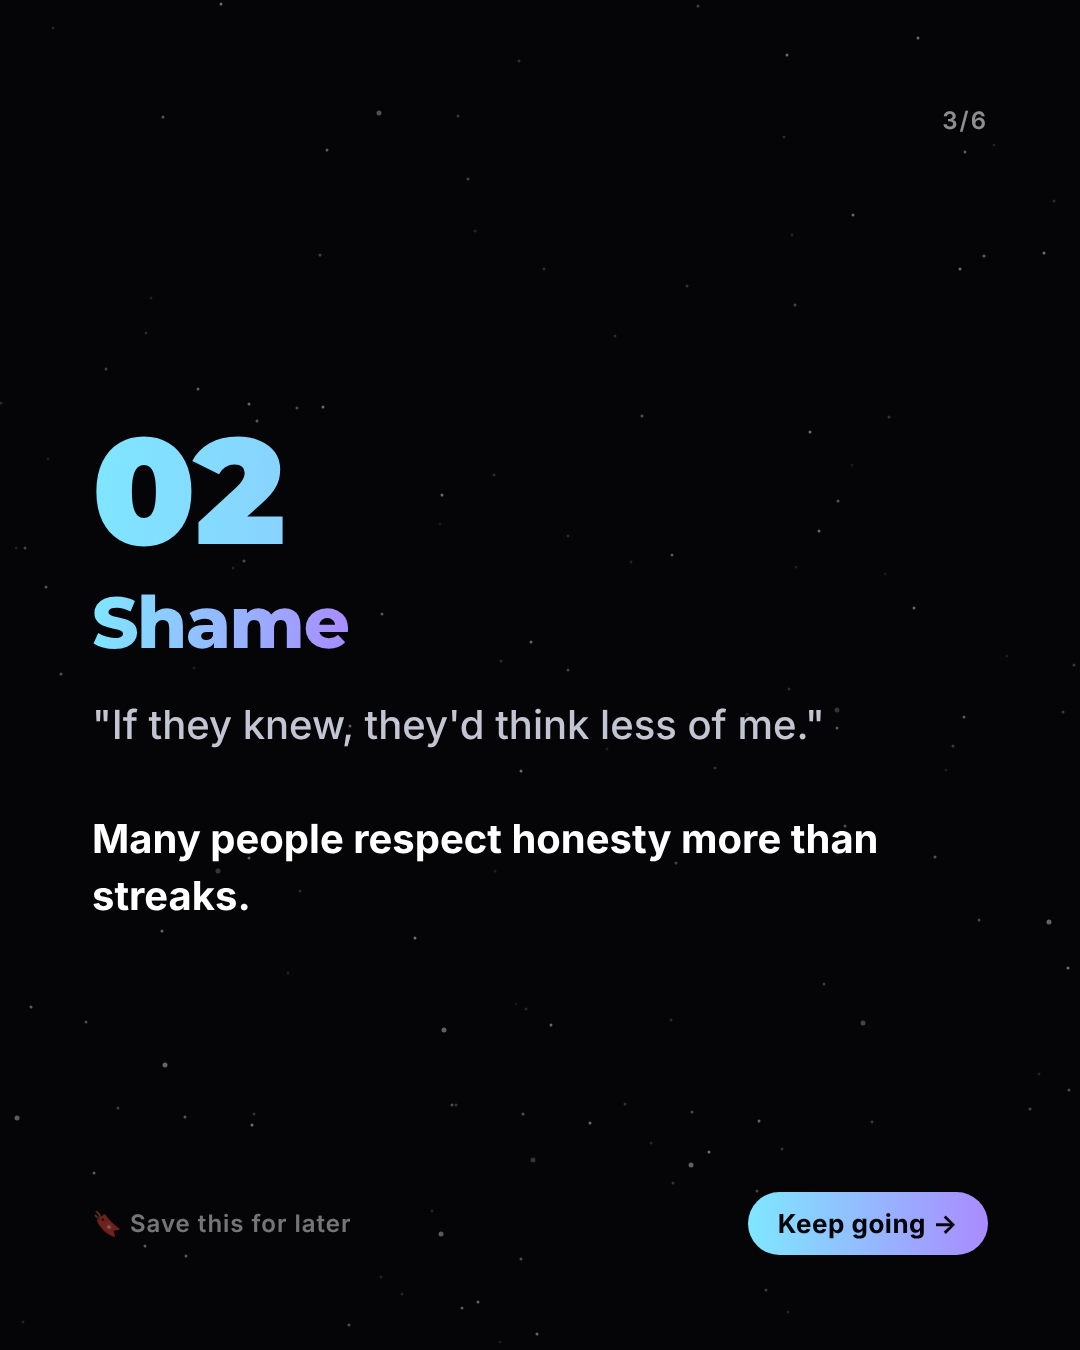 3/6
02
Shame
"If they knew, they'd think less of me."
Many people respect honesty more than
streaks.
🔖 Save this for later
Keep going →